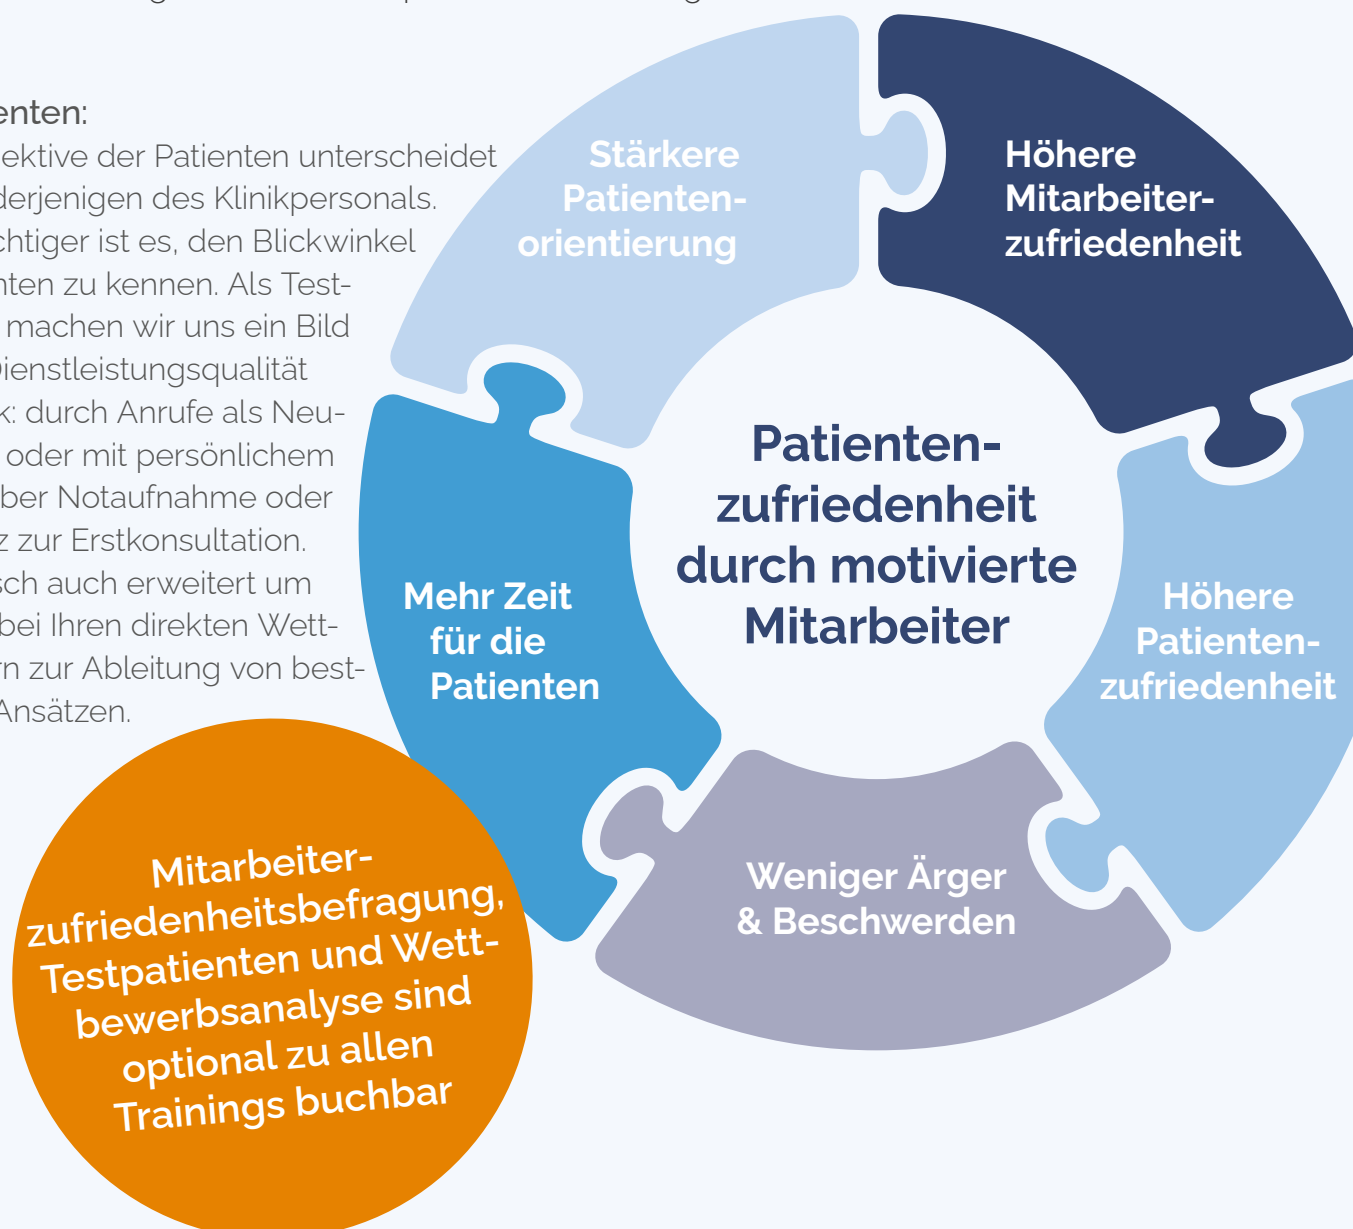 enten:
ektive der Patienten unterscheidet
derjenigen des Klinikpersonals.
chtiger ist es, den Blickwinkel
nten zu kennen. Als Test-
machen wir uns ein Bild
Dienstleistungsqualität
k: durch Anrufe als Neu-
oder mit persönlichem
ber Notaufnahme oder
z zur Erstkonsultation.
sch auch erweitert um
bei Ihren direkten Wett-
rn zur Ableitung von best-
Ansätzen.
Stärkere
Patienten-
orientierung
Höhere
Mitarbeiter-
zufriedenheit
Patienten-
zufriedenheit
durch motivierte
Mitarbeiter
Mehr Zeit
für die
Patienten
Höhere
Patienten-
zufriedenheit
Weniger Ärger
& Beschwerden
Mitarbeiter-
zufriedenheitsbefragung,
Testpatienten und Wett-
bewerbsanalyse sind
optional zu allen
Trainings buchbar